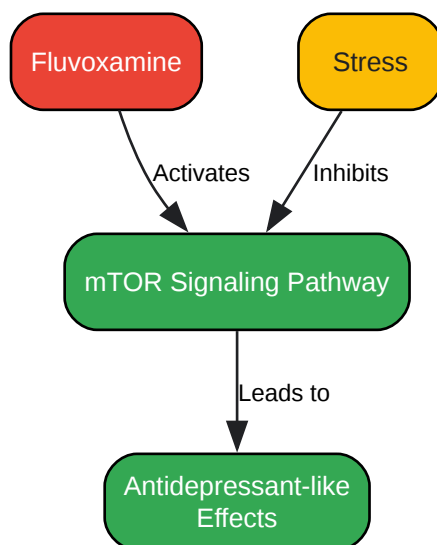 Fluvoxamine
Stress
Activates
Inhibits
mTOR Signaling Pathway
Leads to
Antidepressant-like
Effects